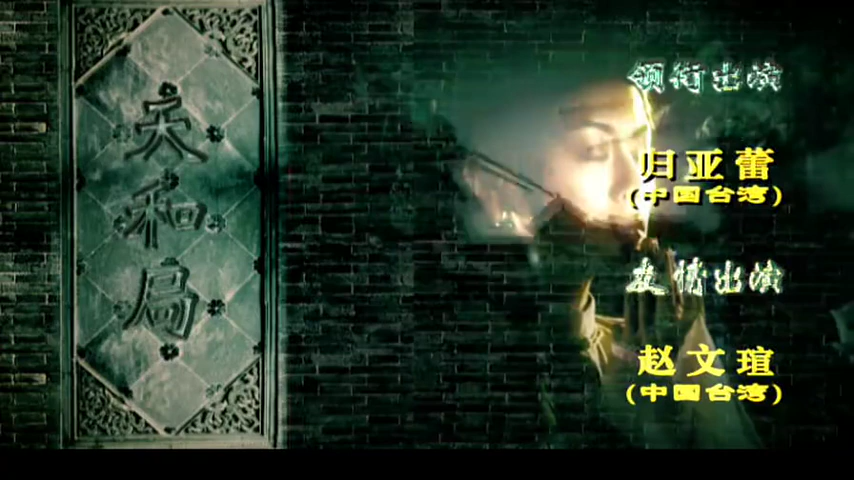 天和局
领衔出演
归亚蕾
(中国台湾)
友情出演
赵文瑄
(中国台湾)